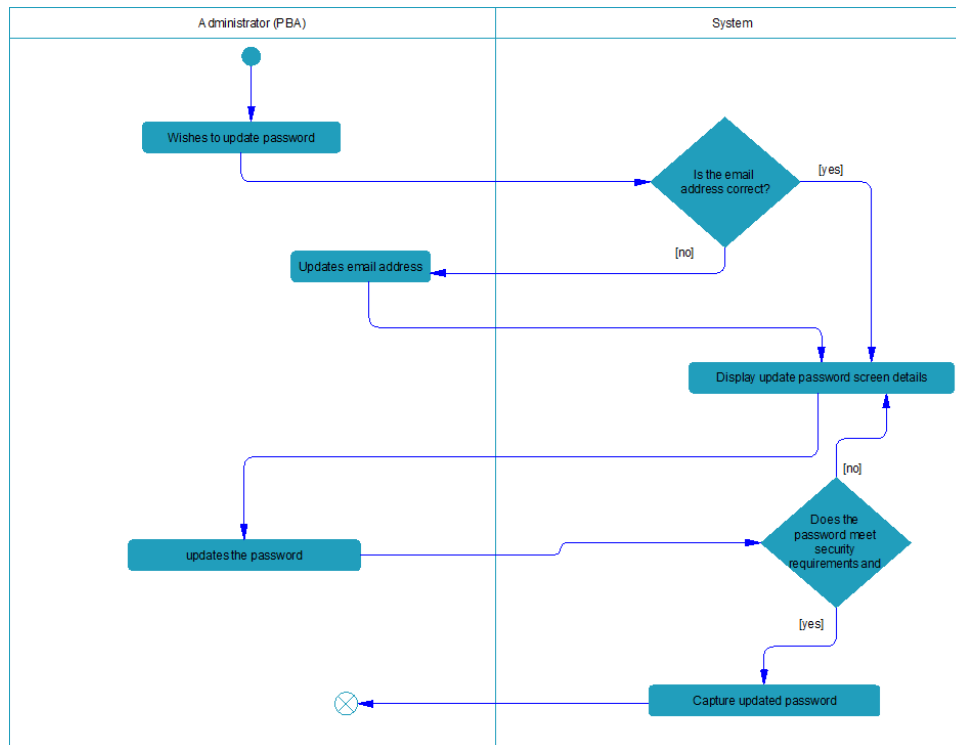 Administrator (PBA)
System
Wishes to update password
Is the email
address correct?
[yes]
[no]
Updates email address
Display update password screen details
[no]
Does the
password meet
security
requirements and
updates the password
[yes]
Capture updated password